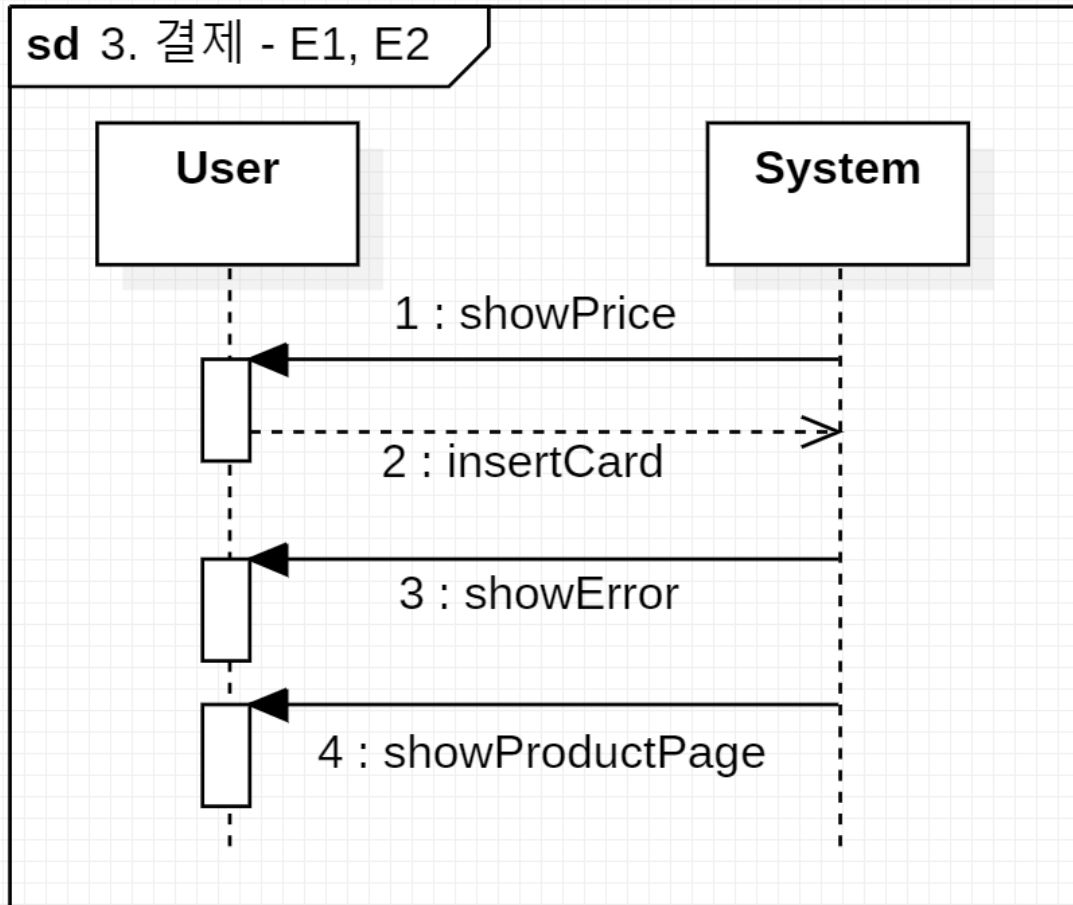 sd 3. 결제 - E1, E2
User
System
1 : showPrice
2 : insertCard
3 : showError
4 : showProductPage